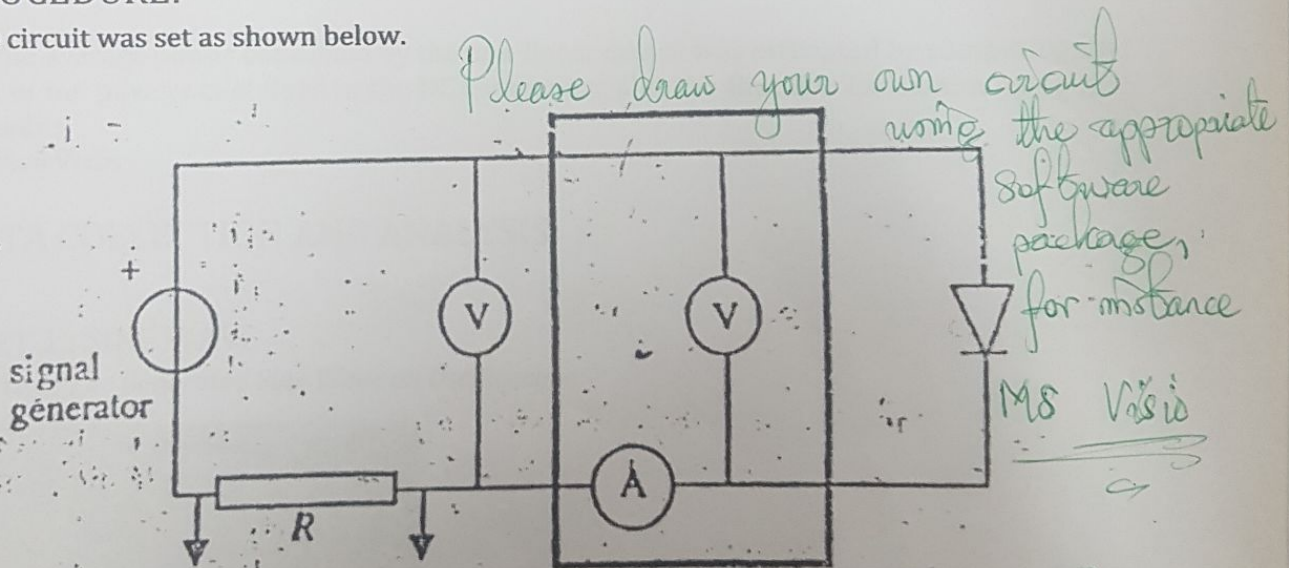 circuit was set as shown below.
Please draw your own circuit
using the appropriate
software
package,
for instance
MS Visio
+
signal
generator
V
V
A
R